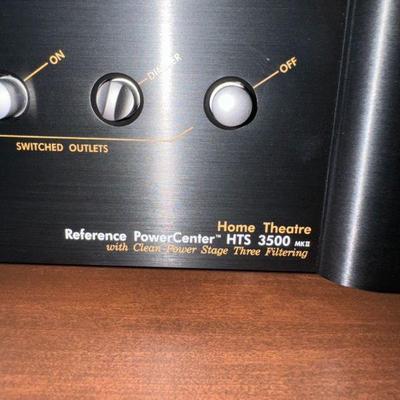 ON
DIMMER
OFF
SWITCHED OUTLETS
Home Theatre
Reference PowerCenter™ HTS 3500 MKII
with Clean Power Stage Three Filtering